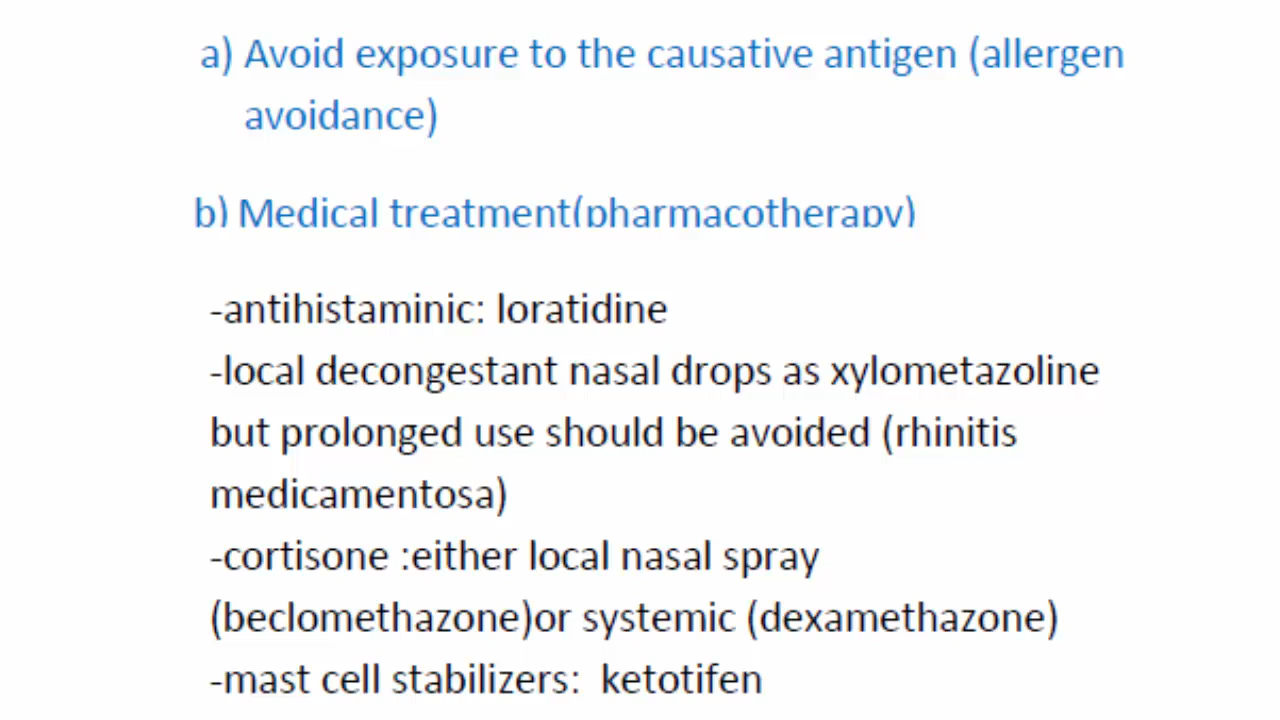 a) Avoid exposure to the causative antigen (allergen
avoidance)
b) Medical treatment(pharmacotherapy)
-antihistaminic: loratidine
-local decongestant nasal drops as xylometazoline
but prolonged use should be avoided (rhinitis
medicamentosa)
-cortisone :either local nasal spray
(beclomethazone)or systemic (dexamethazone)
-mast cell stabilizers:  ketotifen